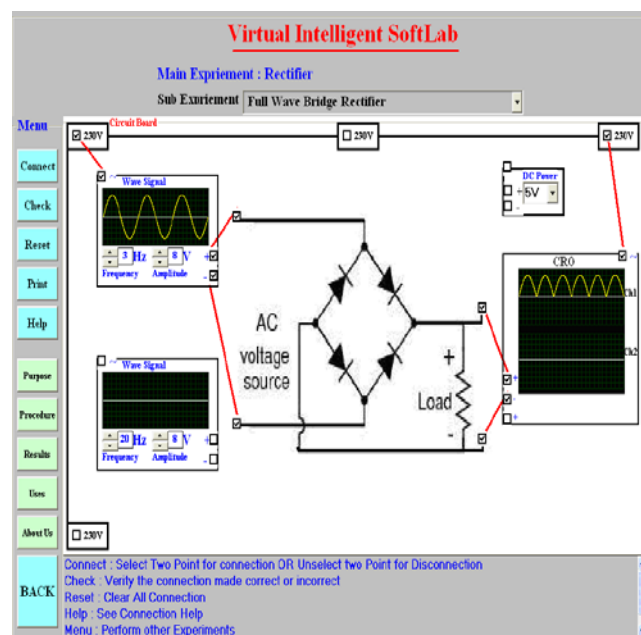 Virtual Intelligent SoftLab
Main Expriement : Rectifier
Sub Expriement Full Wave Bridge Rectifier
Menu
Circuit Board
230V
230V
230V
Connect
Check
Reset
Print
Help
Purpose
Procedure
Results
Uses
About Us
BACK
~ Wave Signal
3 Hz 8 V + -
Frequency Amplitude
~ Wave Signal
20 Hz 8 V + -
Frequency Amplitude
230V
AC
voltage
source
+
Load
-
DC Power
+ 5V
-
CRO
~
Ch1
Ch2
+
-
+
Connect : Select Two Point for connection OR Unselect two Point for Disconnection
Check : Verify the connection made correct or incorrect
Reset : Clear All Connection
Help : See Connection Help
Menu : Perform other Experiments